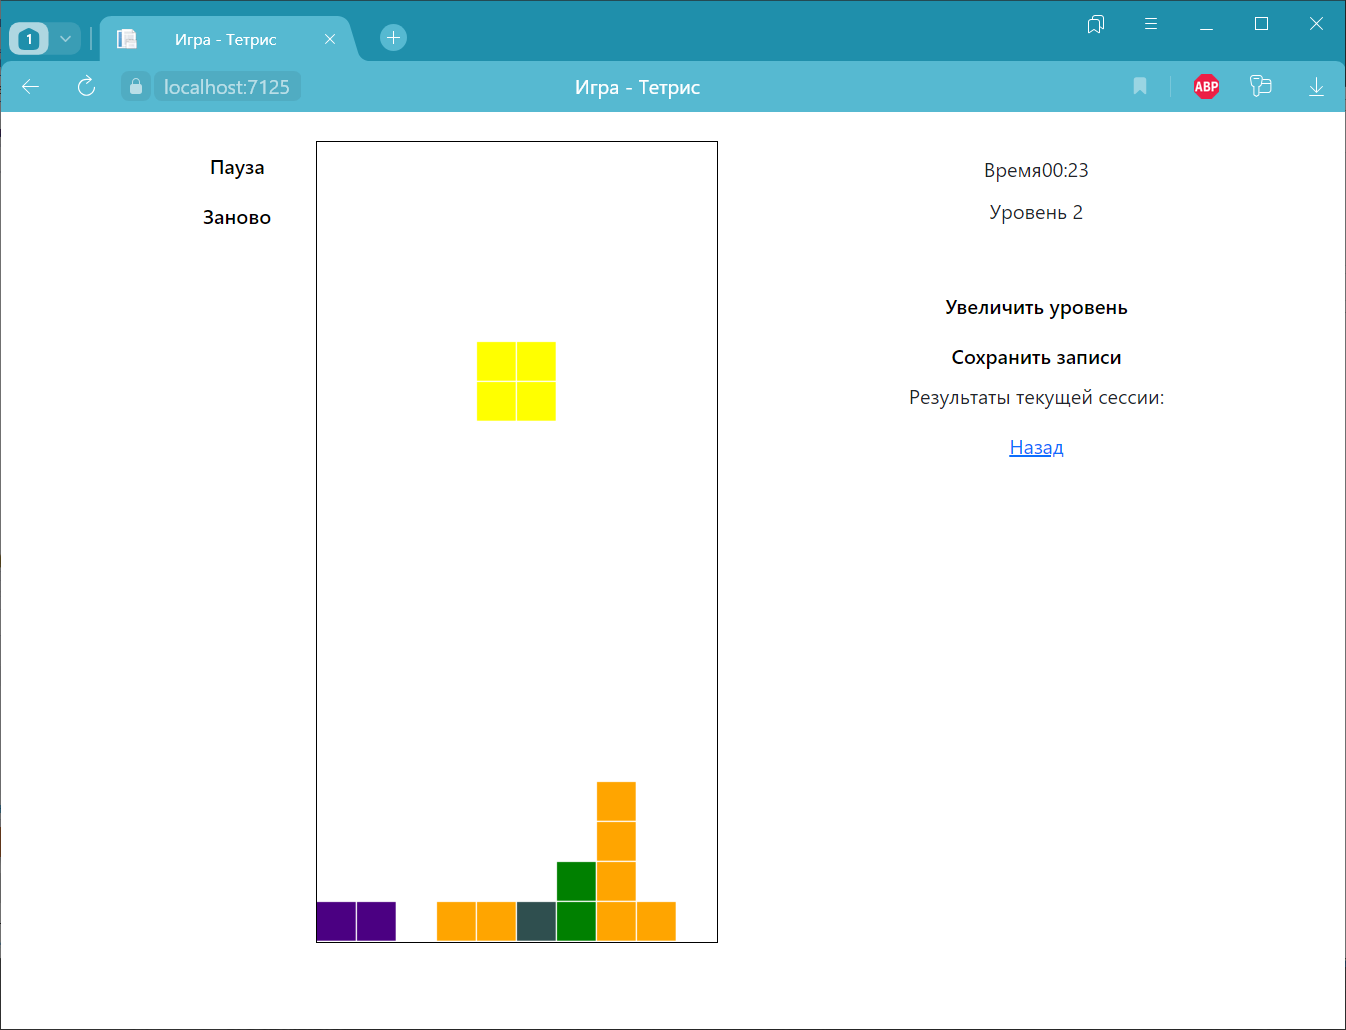 1
Игра - Тетрис
localhost:7125
Игра - Тетрис
ABP
Пауза
Заново
Время00:23
Уровень 2
Увеличить уровень
Сохранить записи
Результаты текущей сессии:
Назад